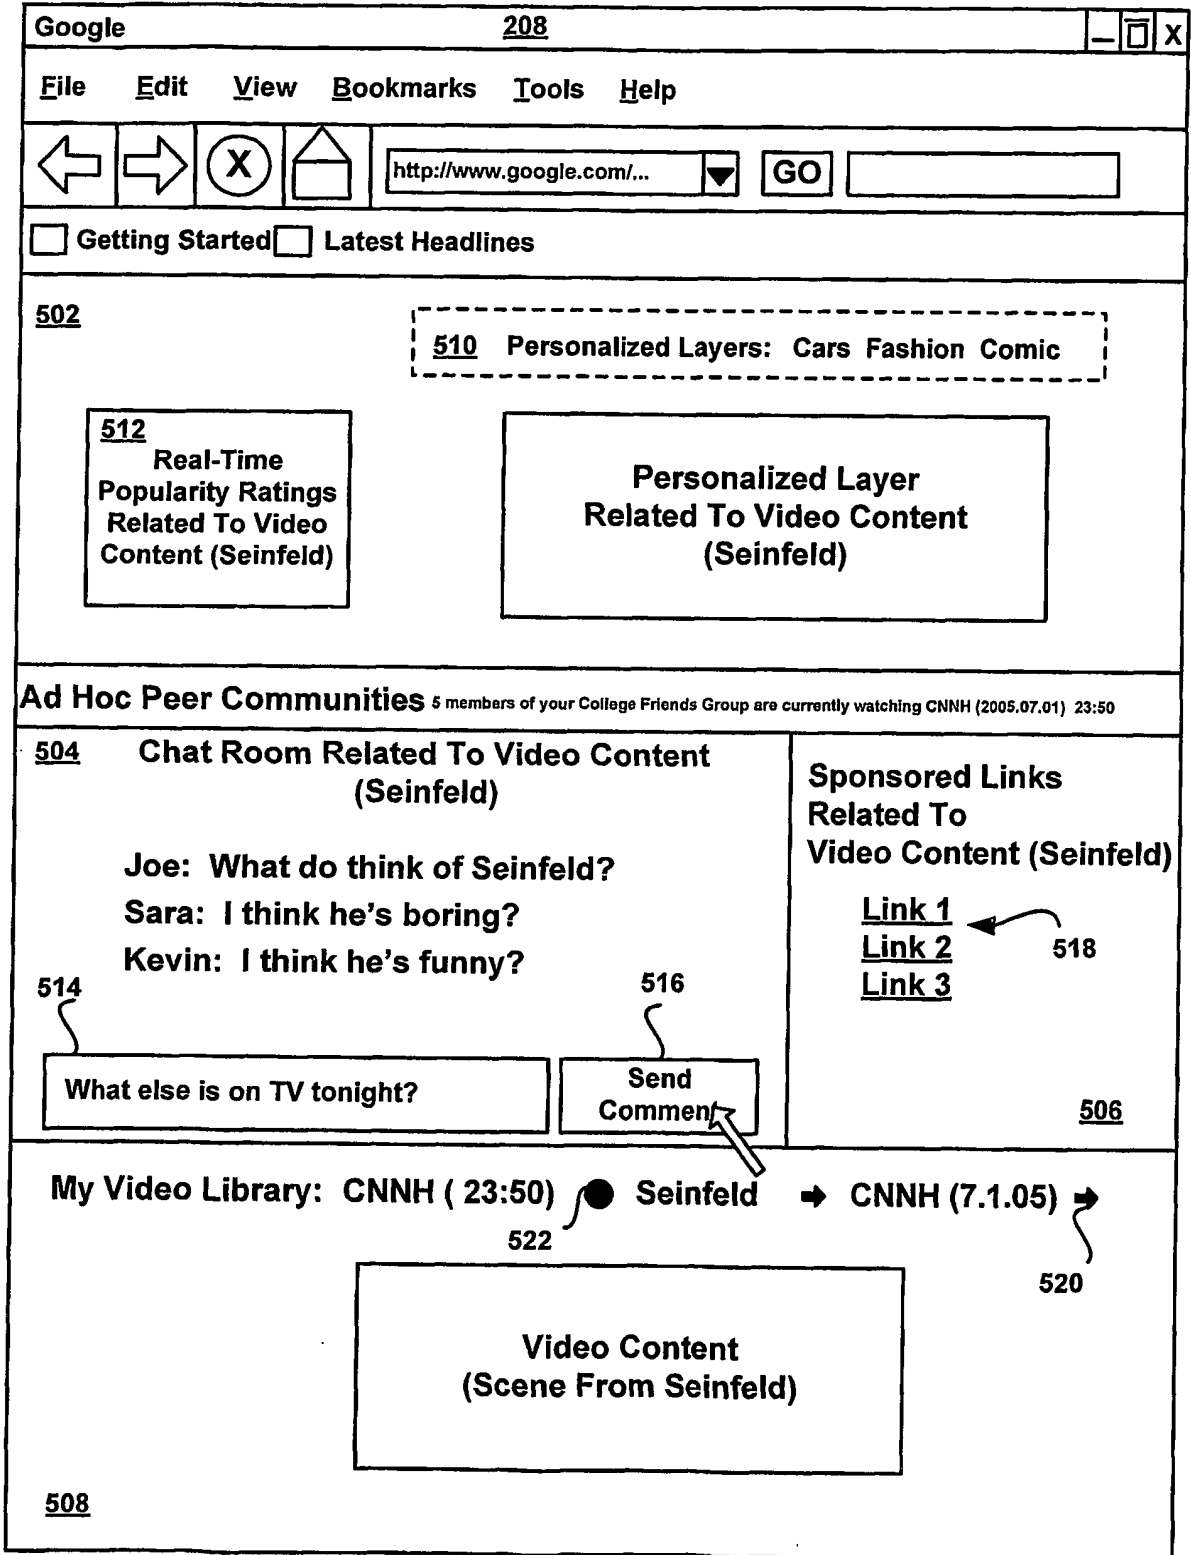 Google 208 X
File Edit View Bookmarks Tools Help
X http://www.google.com/... GO
Getting Started Latest Headlines
502
510 Personalized Layers: Cars Fashion Comic
512
Real-Time
Popularity Ratings
Related To Video
Content (Seinfeld)
Personalized Layer
Related To Video Content
(Seinfeld)
Ad Hoc Peer Communities 5 members of your College Friends Group are currently watching CNNH (2005.07.01) 23:50
504 Chat Room Related To Video Content
(Seinfeld)
Joe: What do think of Seinfeld?
Sara: I think he's boring?
Kevin: I think he's funny?
514
516
What else is on TV tonight?
Send
Commen
Sponsored Links
Related To
Video Content (Seinfeld)
Link 1
Link 2
Link 3
518
506
My Video Library: CNNH ( 23:50) Seinfeld CNNH (7.1.05)
522
520
Video Content
(Scene From Seinfeld)
508